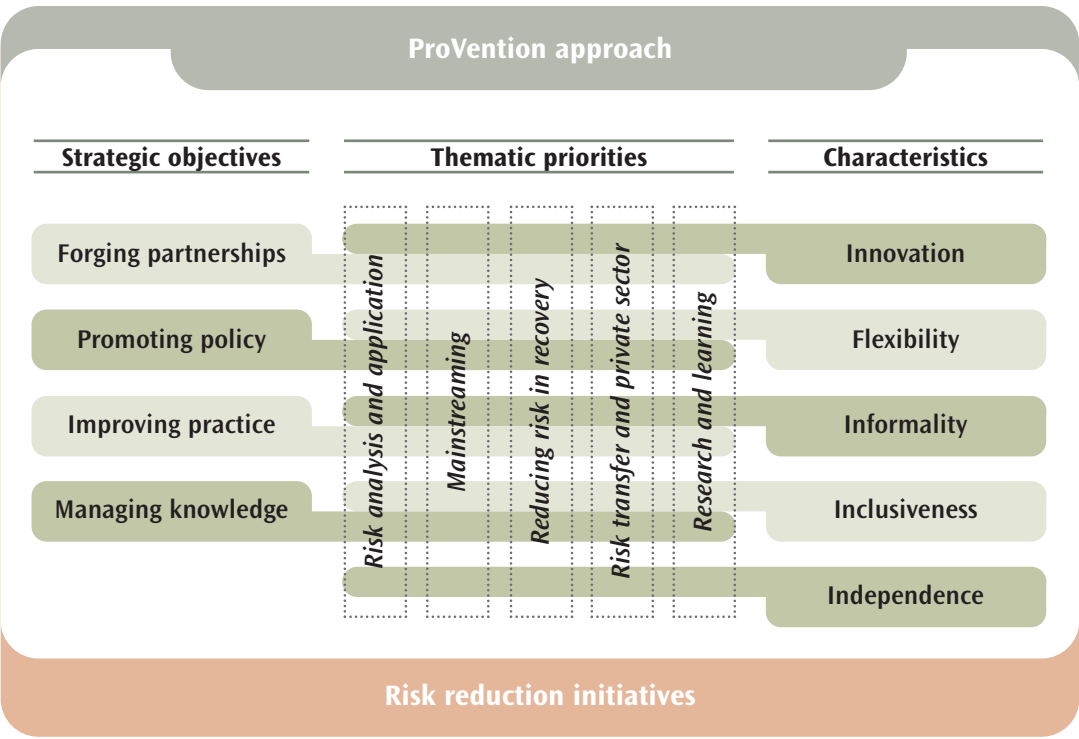 ProVention approach
Strategic objectives
Thematic priorities
Characteristics
Forging partnerships
Promoting policy
Improving practice
Managing knowledge
Risk analysis and application
Mainstreaming
Reducing risk in recovery
Risk transfer and private sector
Research and learning
Innovation
Flexibility
Informality
Inclusiveness
Independence
Risk reduction initiatives